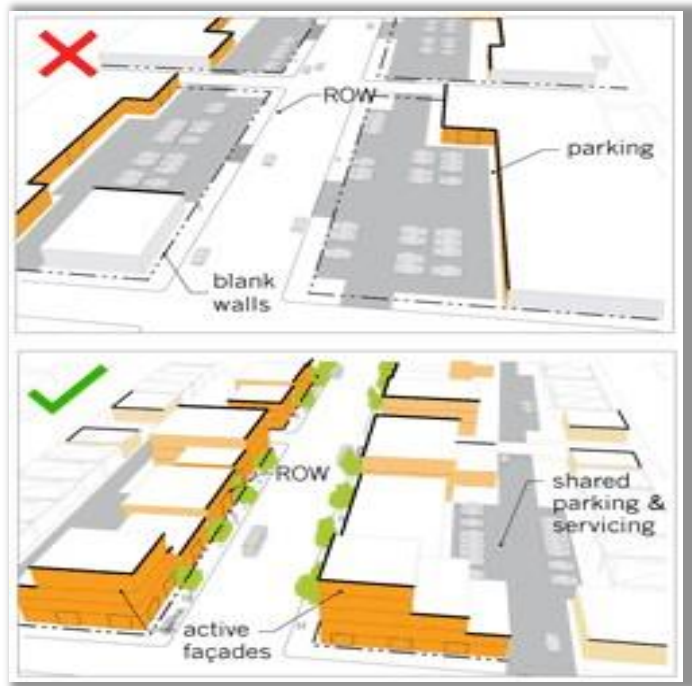 ROW
parking
blank
walls
ROW
shared
parking &
servicing
active
façades